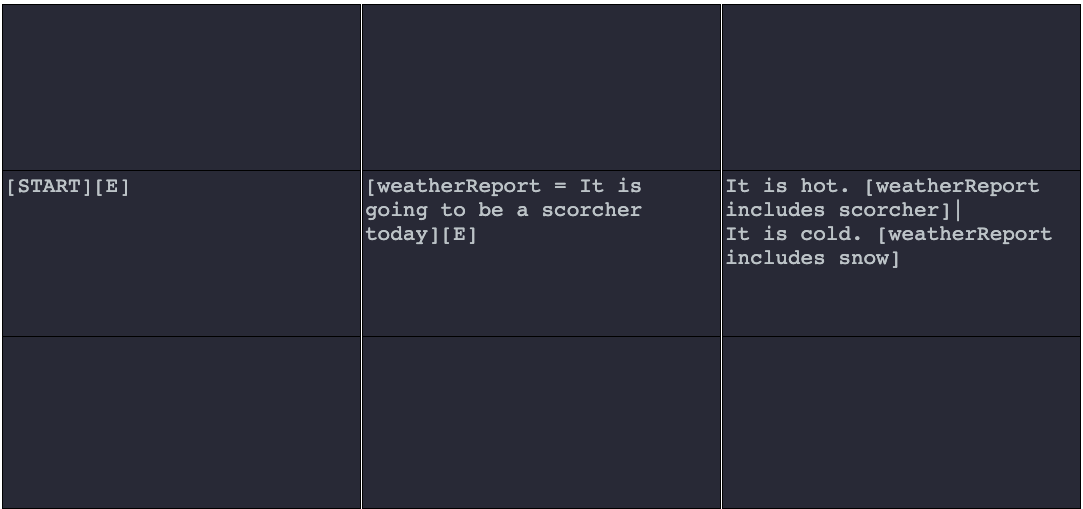 [START][E]
[weatherReport = It is
going to be a scorcher
today][E]
It is hot. [weatherReport
includes scorcher]|
It is cold. [weatherReport
includes snow]